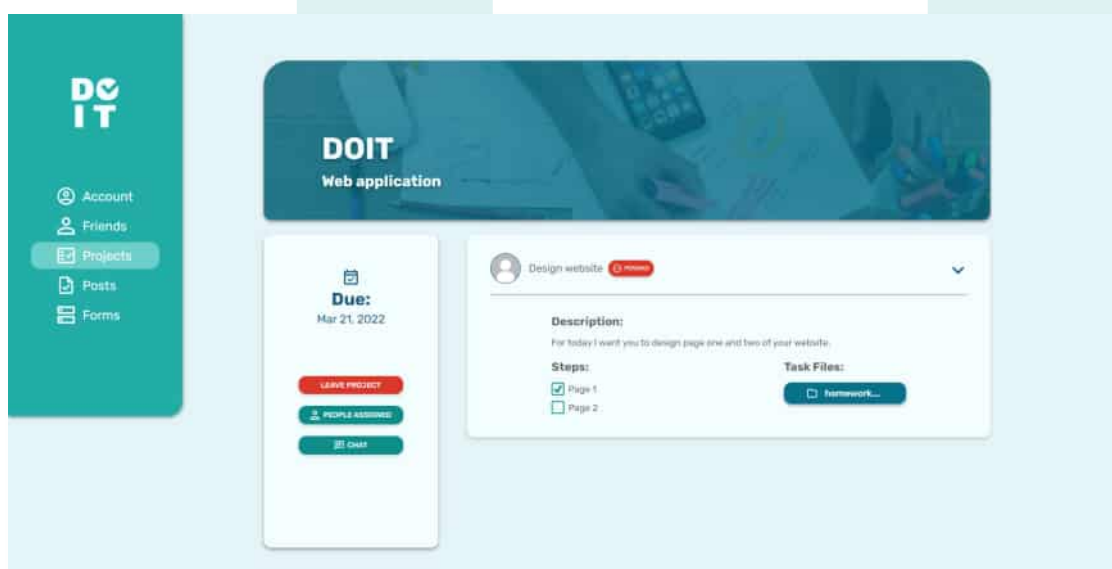 DO
IT
Account
Friends
Projects
Posts
Forms
DOIT
Web application
Due:
Mar 21, 2022
LEAVE PROJECT
PEOPLE ASSIGNED
CHAT
Design website
Description:
For today I want you to design page one and two of your website.
Steps:
Page 1
Page 2
Task Files:
homework...